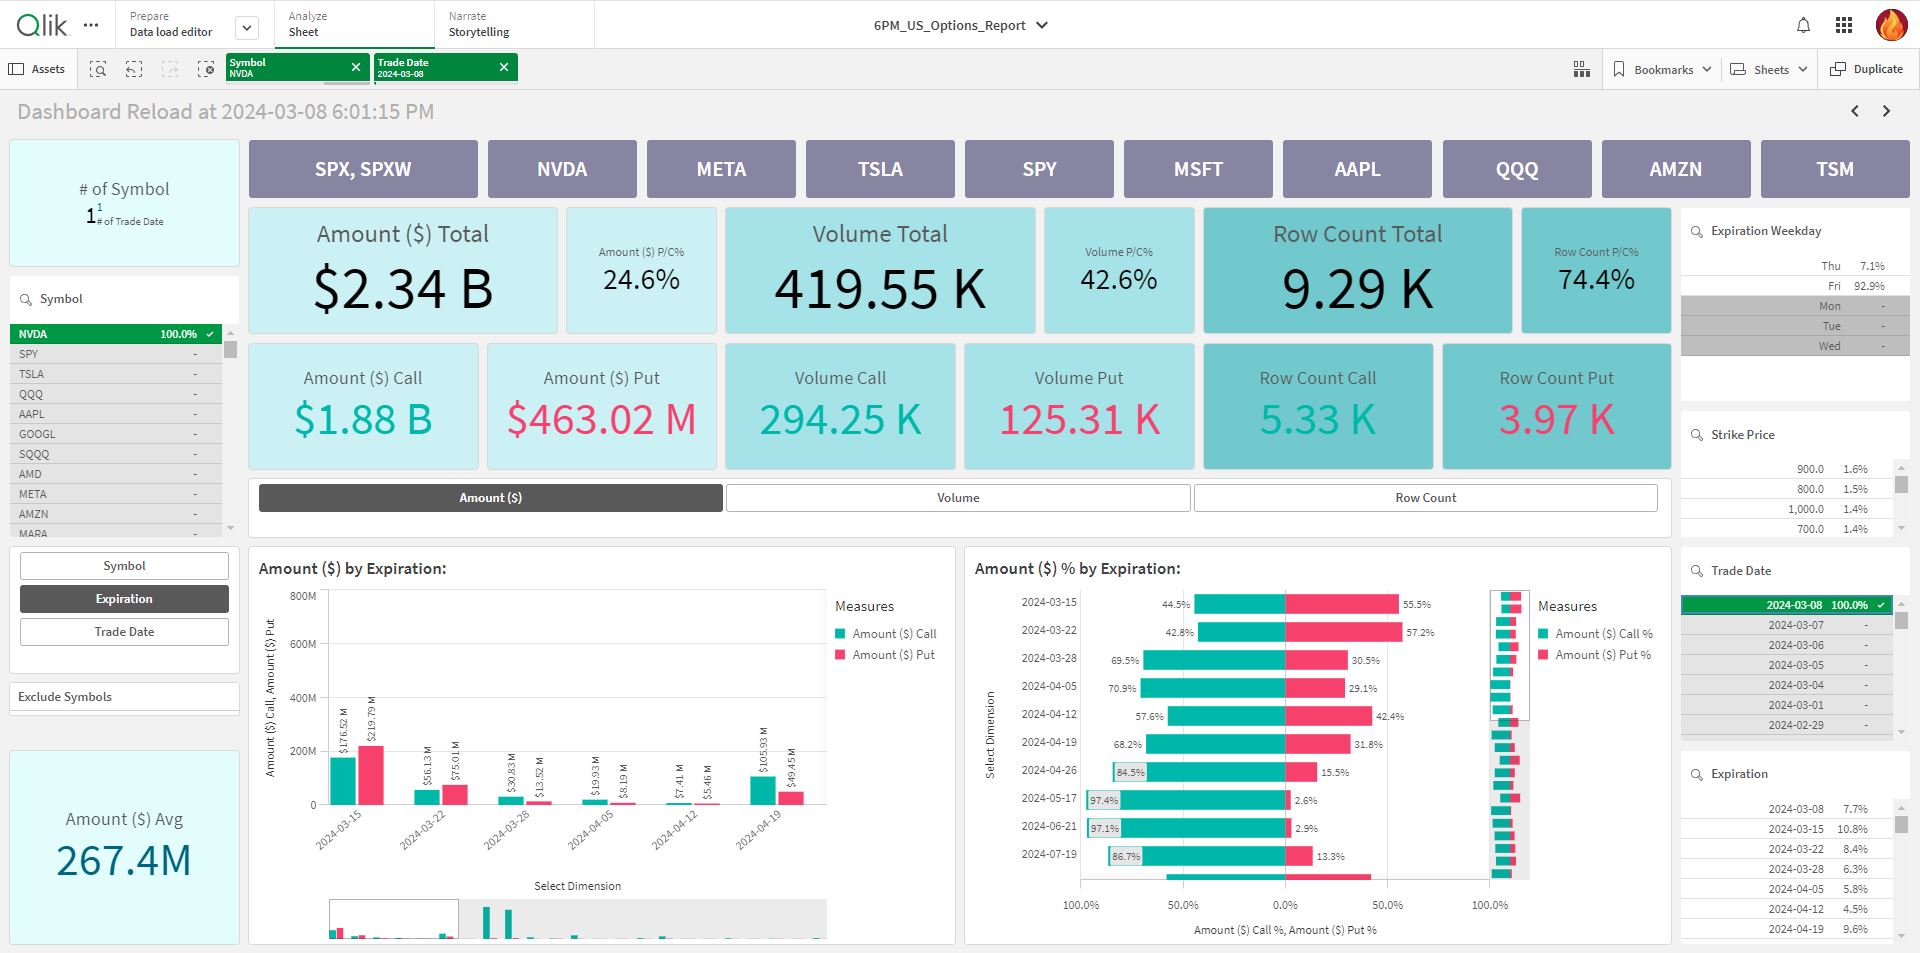 Qlik
Prepare
Data load editor
Analyze
Sheet
Narrate
Storytelling
6PM_US_Options_Report
Assets
Symbol
NVDA
Trade Date
2024-03-08
Bookmarks
Sheets
Duplicate
Dashboard Reload at 2024-03-08 6:01:15 PM
# of Symbol
1
1
# of Trade Date
SPX, SPXW
NVDA
META
TSLA
SPY
MSFT
AAPL
QQQ
AMZN
TSM
Amount ($) Total
$2.34 B
Amount ($) P/C%
24.6%
Volume Total
419.55 K
Volume P/C%
42.6%
Row Count Total
9.29 K
Row Count P/C%
74.4%
Amount ($) Call
$1.88 B
Amount ($) Put
$463.02 M
Volume Call
294.25 K
Volume Put
125.31 K
Row Count Call
5.33 K
Row Count Put
3.97 K
Symbol
NVDA 100.0%
SPY -
TSLA -
QQQ -
AAPL -
GOOGL -
SQQQ -
AMD -
META -
AMZN -
MARA -
Expiration Weekday
Thu 7.1%
Fri 92.9%
Mon -
Tue -
Wed -
Strike Price
900.0 1.6%
800.0 1.5%
1,000.0 1.4%
700.0 1.4%
Amount ($)
Volume
Row Count
Symbol
Expiration
Trade Date
Exclude Symbols
Amount ($) Avg
267.4M
Amount ($) by Expiration:
Amount ($) Call, Amount ($) Put
800M
600M
400M
200M
0
$176.52 M
$219.79 M
$56.13 M
$75.01 M
$30.83 M
$13.52 M
$19.93 M
$8.19 M
$7.41 M
$5.46 M
$105.93 M
$49.45 M
2024-03-15
2024-03-22
2024-03-28
2024-04-05
2024-04-12
2024-04-19
Select Dimension
Measures
Amount ($) Call
Amount ($) Put
Amount ($) % by Expiration:
Select Dimension
2024-03-15 44.5% 55.5%
2024-03-22 42.8% 57.2%
2024-03-28 69.5% 30.5%
2024-04-05 70.9% 29.1%
2024-04-12 57.6% 42.4%
2024-04-19 68.2% 31.8%
2024-04-26 84.5% 15.5%
2024-05-17 97.4% 2.6%
2024-06-21 97.1% 2.9%
2024-07-19 86.7% 13.3%
100.0% 50.0% 0.0% 50.0% 100.0%
Amount ($) Call %, Amount ($) Put %
Measures
Amount ($) Call %
Amount ($) Put %
Trade Date
2024-03-08 100.0%
2024-03-07 -
2024-03-06 -
2024-03-05 -
2024-03-04 -
2024-03-01 -
2024-02-29 -
Expiration
2024-03-08 7.7%
2024-03-15 10.8%
2024-03-22 8.4%
2024-03-28 6.3%
2024-04-05 5.8%
2024-04-12 4.5%
2024-04-19 9.6%